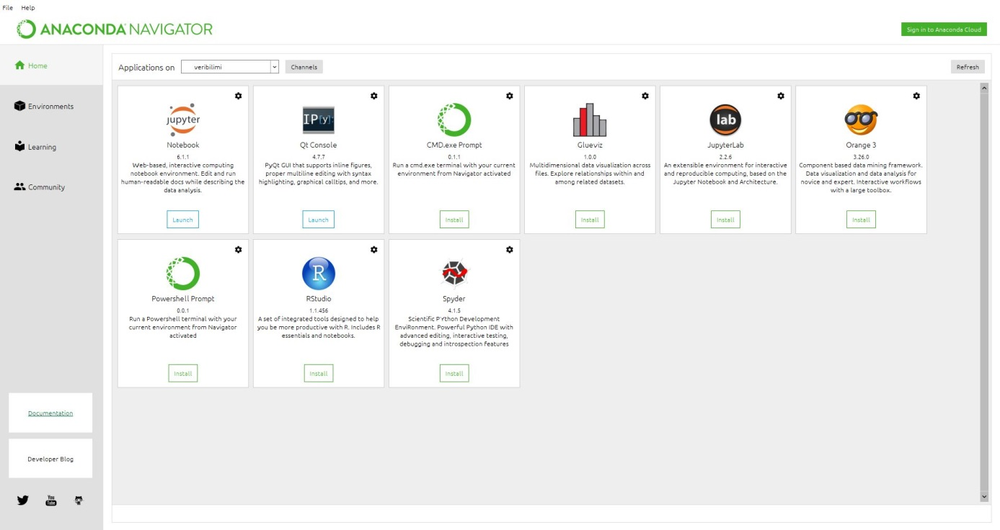 File Help
ANACONDA NAVIGATOR
Sign in to Anaconda Cloud
Home
Environments
Learning
Community
Documentation
Developer Blog
You
Tube
Applications on veribilimi Channels Refresh
jupyter
Notebook
6.1.1
Web-based, interactive computing
notebook environment. Edit and run
human-readable docs while describing the
data analysis.
Launch
IP[y]:
Qt Console
4.7.7
PyQt GUI that supports inline figures,
proper multiline editing with syntax
highlighting, graphical calltips, and more.
Launch
CMD.exe Prompt
0.1.1
Run a cmd.exe terminal with your current
environment from Navigator activated
Install
Glueviz
1.0.0
Multidimensional data visualization across
files. Explore relationships within and
among related datasets.
Install
lab
JupyterLab
2.2.6
An extensible environment for interactive
and reproducible computing, based on the
Jupyter Notebook and Architecture.
Install
Orange 3
3.26.0
Component based data mining framework.
Data visualization and data analysis for
novice and expert. Interactive workflows
with a large toolbox.
Install
Powershell Prompt
0.0.1
Run a Powershell terminal with your
current environment from Navigator
activated
Install
R
RStudio
1.1.456
A set of integrated tools designed to help
you be more productive with R. Includes R
essentials and notebooks.
Install
Spyder
4.1.5
Scientific PYthon Development
EnviRonment. Powerful Python IDE with
advanced editing, interactive testing,
debugging and introspection features
Install